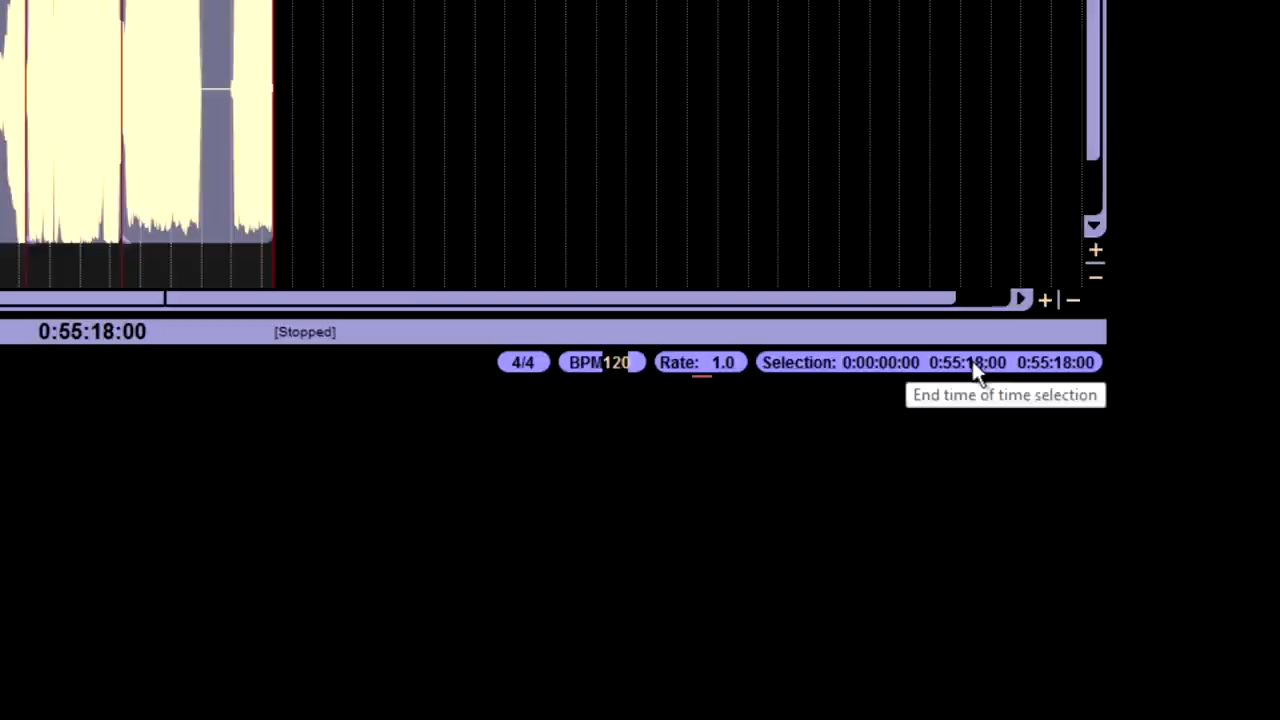 0:55:18:00 [Stopped]
4/4 BPM 120 Rate: 1.0 Selection: 0:00:00:00 0:55:18:00 0:55:18:00
End time of time selection